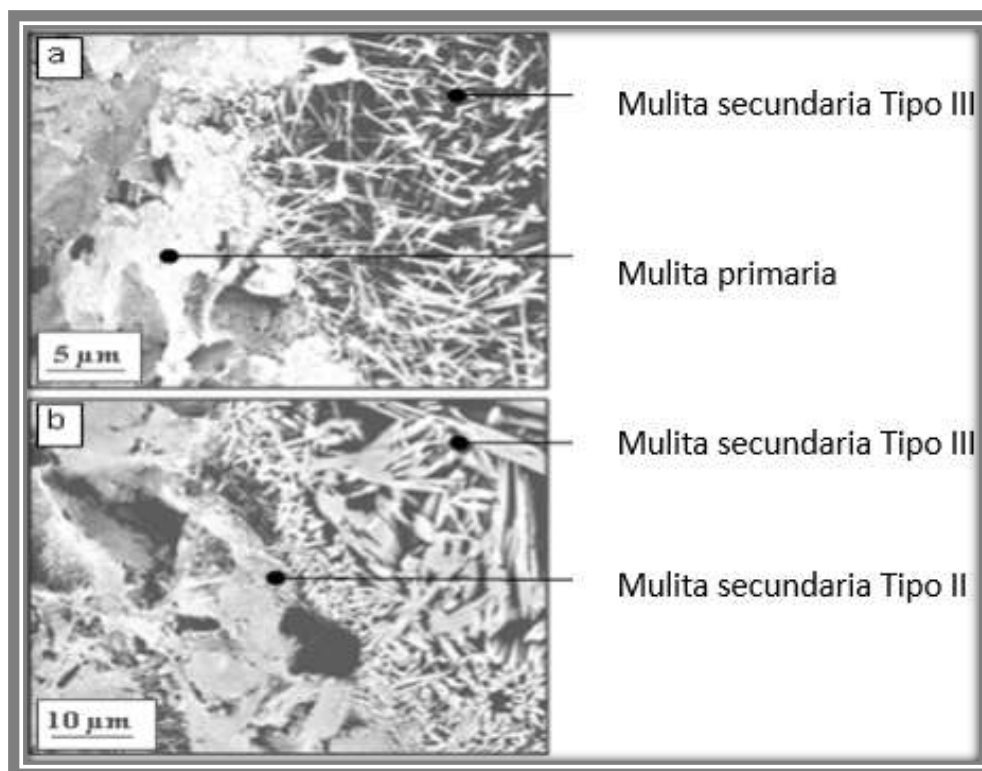 a
Mulita secundaria Tipo III
Mulita primaria
5 µm
b
Mulita secundaria Tipo III
Mulita secundaria Tipo II
10 µm